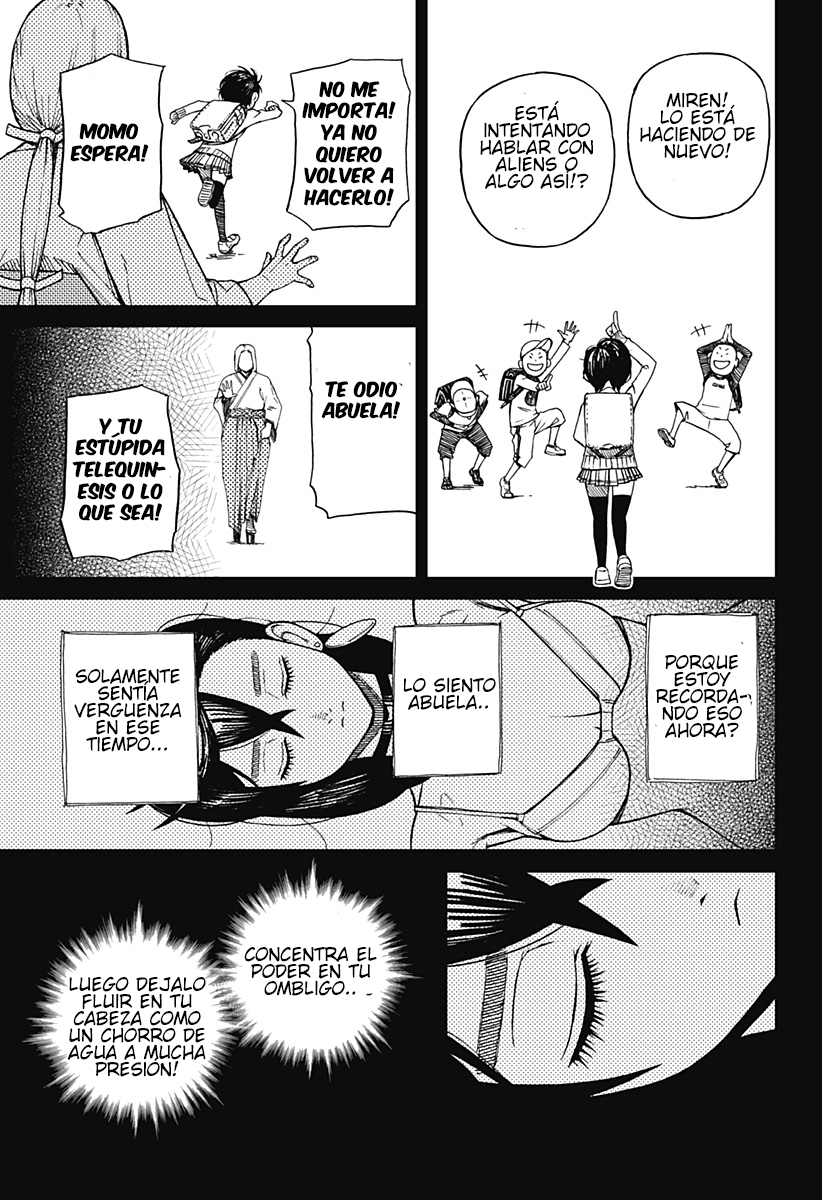 MIREN!
LO ESTÁ
HACIENDO DE
NUEVO!
ESTÁ
INTENTANDO
HABLAR CON
ALIENS O
ALGO ASÍ!?
NO ME
IMPORTA!
YA NO
QUIERO
VOLVER A
HACERLO!
MOMO
ESPERA!
TE ODIO
ABUELA!
Y TU
ESTÚPIDA
TELEQUIN-
ESIS O LO
QUE SEA!
PORQUE
ESTOY
RECORDA-
NDO ESO
AHORA?
LO SIENTO
ABUELA..
SOLAMENTE
SENTÍA
VERGÜENZA
EN ESE
TIEMPO...
CONCENTRA EL
PODER EN TU
OMBLIGO..
LUEGO DEJALO
FLUIR EN TU
CABEZA COMO
UN CHORRO DE
AGUA A MUCHA
PRESIÓN!